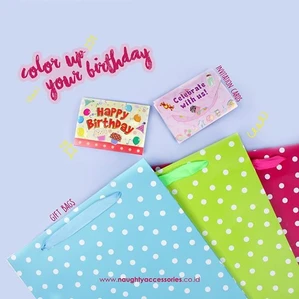 color up
your birthday
Happy
Birthday
Celebrate
with us!
INVITATION CARDS
GIFT BAGS
www.naughtyaccessories.co.id